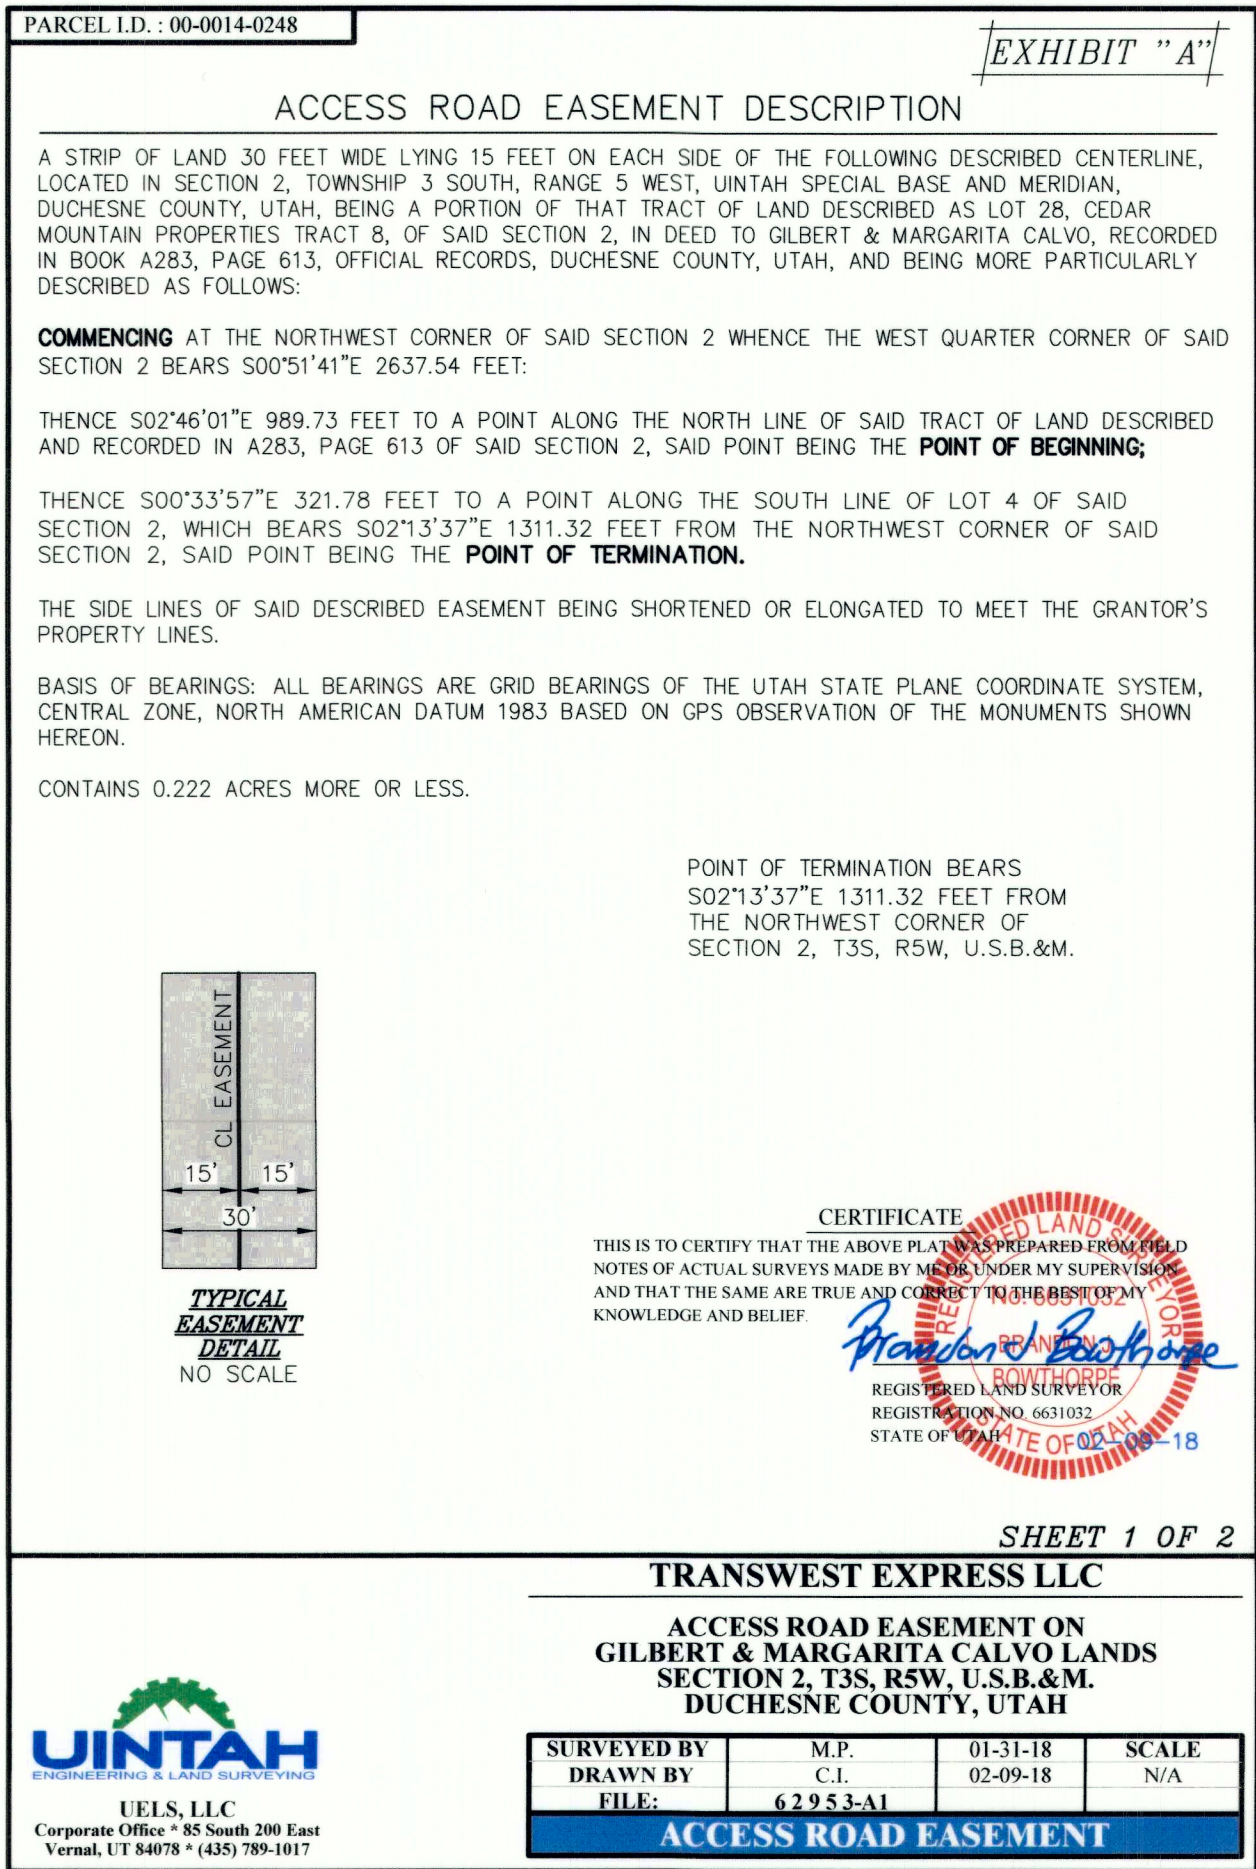 PARCEL I.D. : 00-0014-0248
EXHIBIT "A"
ACCESS ROAD EASEMENT DESCRIPTION
A STRIP OF LAND 30 FEET WIDE LYING 15 FEET ON EACH SIDE OF THE FOLLOWING DESCRIBED CENTERLINE,
LOCATED IN SECTION 2, TOWNSHIP 3 SOUTH, RANGE 5 WEST, UINTAH SPECIAL BASE AND MERIDIAN,
DUCHESNE COUNTY, UTAH, BEING A PORTION OF THAT TRACT OF LAND DESCRIBED AS LOT 28, CEDAR
MOUNTAIN PROPERTIES TRACT 8, OF SAID SECTION 2, IN DEED TO GILBERT & MARGARITA CALVO, RECORDED
IN BOOK A283, PAGE 613, OFFICIAL RECORDS, DUCHESNE COUNTY, UTAH, AND BEING MORE PARTICULARLY
DESCRIBED AS FOLLOWS:
COMMENCING AT THE NORTHWEST CORNER OF SAID SECTION 2 WHENCE THE WEST QUARTER CORNER OF SAID
SECTION 2 BEARS S00°51'41"E 2637.54 FEET:
THENCE S02°46'01"E 989.73 FEET TO A POINT ALONG THE NORTH LINE OF SAID TRACT OF LAND DESCRIBED
AND RECORDED IN A283, PAGE 613 OF SAID SECTION 2, SAID POINT BEING THE POINT OF BEGINNING;
THENCE S00°33'57"E 321.78 FEET TO A POINT ALONG THE SOUTH LINE OF LOT 4 OF SAID
SECTION 2, WHICH BEARS S02°13'37"E 1311.32 FEET FROM THE NORTHWEST CORNER OF SAID
SECTION 2, SAID POINT BEING THE POINT OF TERMINATION.
THE SIDE LINES OF SAID DESCRIBED EASEMENT BEING SHORTENED OR ELONGATED TO MEET THE GRANTOR'S
PROPERTY LINES.
BASIS OF BEARINGS: ALL BEARINGS ARE GRID BEARINGS OF THE UTAH STATE PLANE COORDINATE SYSTEM,
CENTRAL ZONE, NORTH AMERICAN DATUM 1983 BASED ON GPS OBSERVATION OF THE MONUMENTS SHOWN
HEREON.
CONTAINS 0.222 ACRES MORE OR LESS.
POINT OF TERMINATION BEARS
S02°13'37"E 1311.32 FEET FROM
THE NORTHWEST CORNER OF
SECTION 2, T3S, R5W, U.S.B.&M.
CL EASEMENT
15' 15'
30'
TYPICAL
EASEMENT
DETAIL
NO SCALE
CERTIFICATE
THIS IS TO CERTIFY THAT THE ABOVE PLAT WAS PREPARED FROM FIELD
NOTES OF ACTUAL SURVEYS MADE BY ME OR UNDER MY SUPERVISION
AND THAT THE SAME ARE TRUE AND CORRECT TO THE BEST OF MY
KNOWLEDGE AND BELIEF.
Brandon J Bowthorpe
REGISTERED LAND SURVEYOR
REGISTRATION NO. 6631032
STATE OF UTAH
REGISTERED LAND SURVEYOR
No. 6631032
BRANDON J.
BOWTHORPE
STATE OF UTAH
02-09-18
SHEET 1 OF 2
TRANSWEST EXPRESS LLC
ACCESS ROAD EASEMENT ON
GILBERT & MARGARITA CALVO LANDS
SECTION 2, T3S, R5W, U.S.B.&M.
DUCHESNE COUNTY, UTAH
UINTAH
ENGINEERING & LAND SURVEYING
UELS, LLC
Corporate Office * 85 South 200 East
Vernal, UT 84078 * (435) 789-1017
SURVEYED BY M.P. 01-31-18 SCALE
DRAWN BY C.I. 02-09-18 N/A
FILE: 62953-A1
ACCESS ROAD EASEMENT